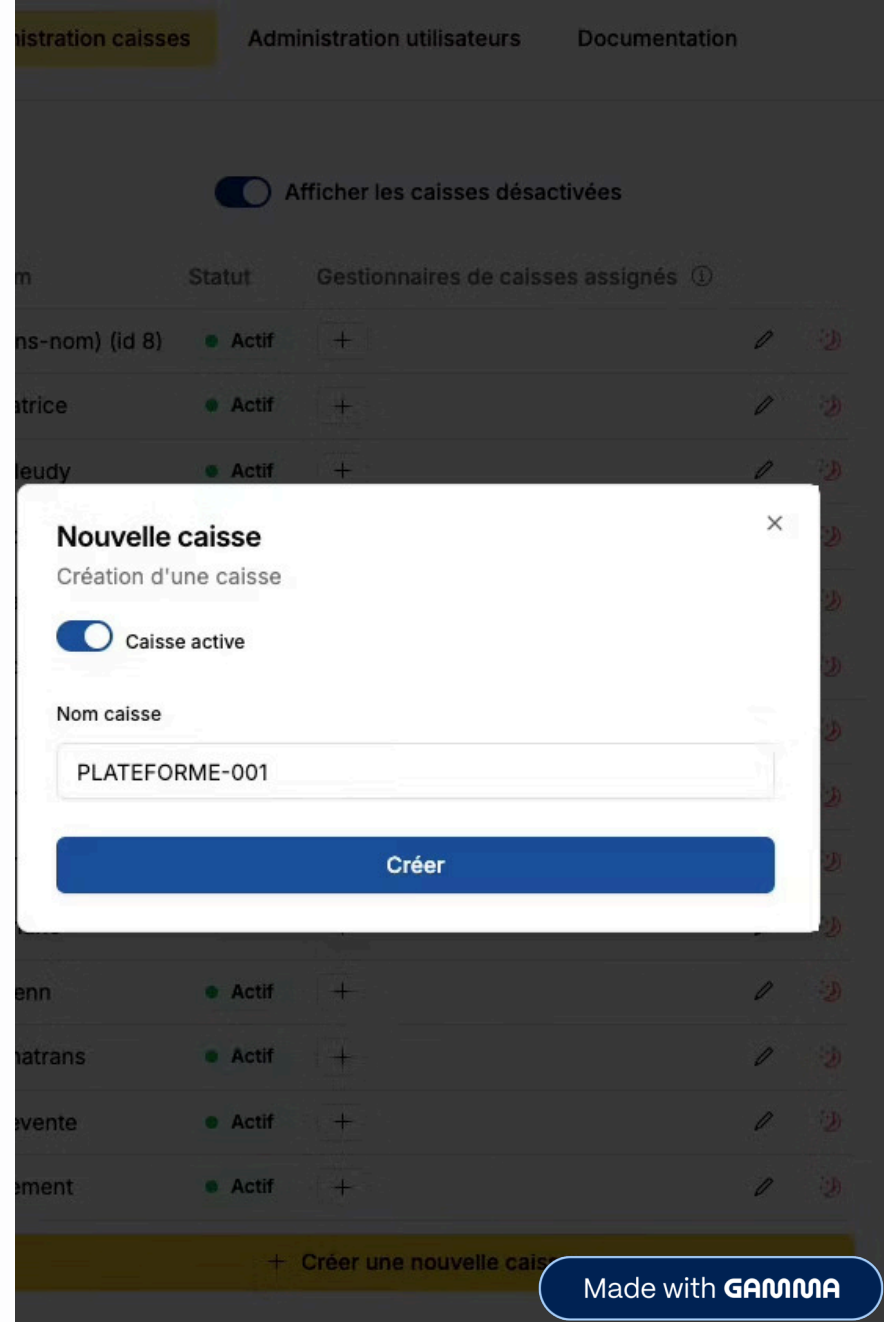 nistration caisses Administration utilisateurs Documentation
Afficher les caisses désactivées
m Statut Gestionnaires de caisses assignés
ns-nom) (id 8) Actif
atrice Actif
leudy Actif
Nouvelle caisse
Création d'une caisse
Caisse active
Nom caisse
PLATEFORME-001
Créer
enn Actif
natrans Actif
evente Actif
ement Actif
+ Créer une nouvelle cais
Made with GAMMA